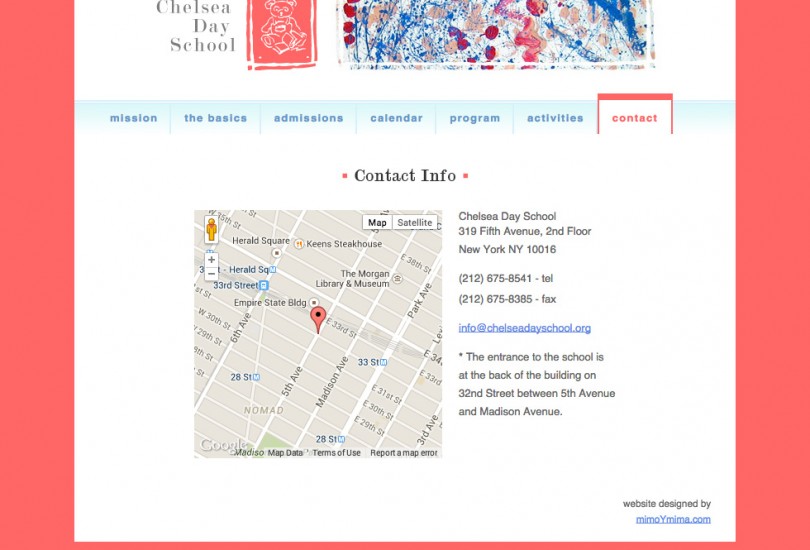 Chelsea
Day
School
mission
the basics
admissions
calendar
program
activities
contact
Contact Info
Map
Satellite
W 35th St
Herald Square
Keens Steakhouse
E 38th St
34 St - Herald Sq
The Morgan
Library & Museum
33rd Street
Park Ave
Empire State Bldg
W 30th St
6th Ave
E 33rd St
E 34th
33 St
28 St
5th Ave
Madison Ave
E 31st St
E 30th St
E 29th St
W 26th St
NOMAD
28 St
3rd Ave
Google
Madiso
Map Data
Terms of Use
Report a map error
Chelsea Day School
319 Fifth Avenue, 2nd Floor
New York NY 10016
(212) 675-8541 - tel
(212) 675-8385 - fax
info@chelseadayschool.org
* The entrance to the school is
at the back of the building on
32nd Street between 5th Avenue
and Madison Avenue.
website designed by
mimoYmima.com